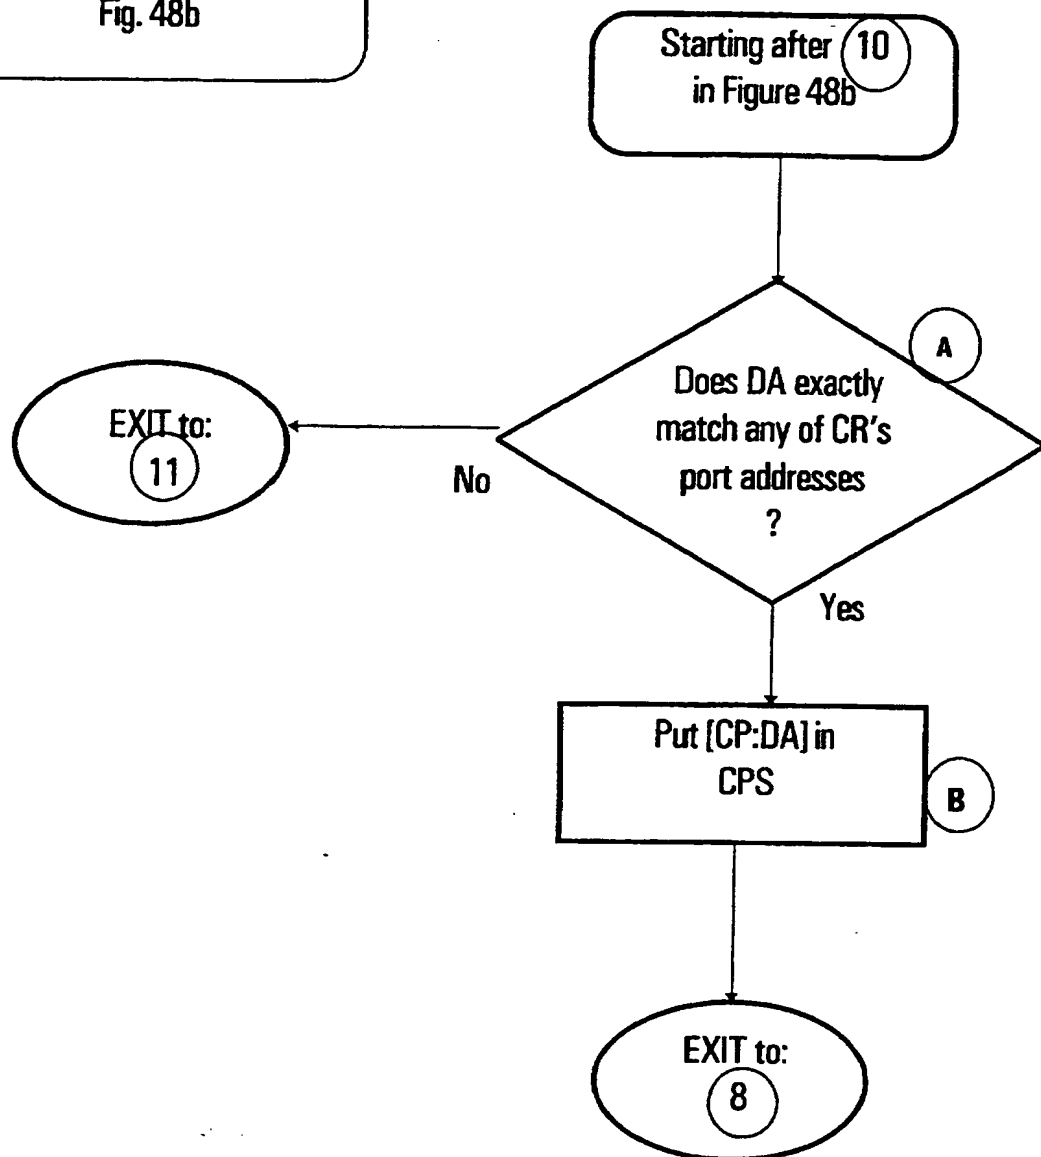 Fig. 48b
Starting after 10
in Figure 48b
A
Does DA exactly
match any of CR's
port addresses
?
EXIT to:
11
No
Yes
Put [CP:DA] in
CPS
B
EXIT to:
8